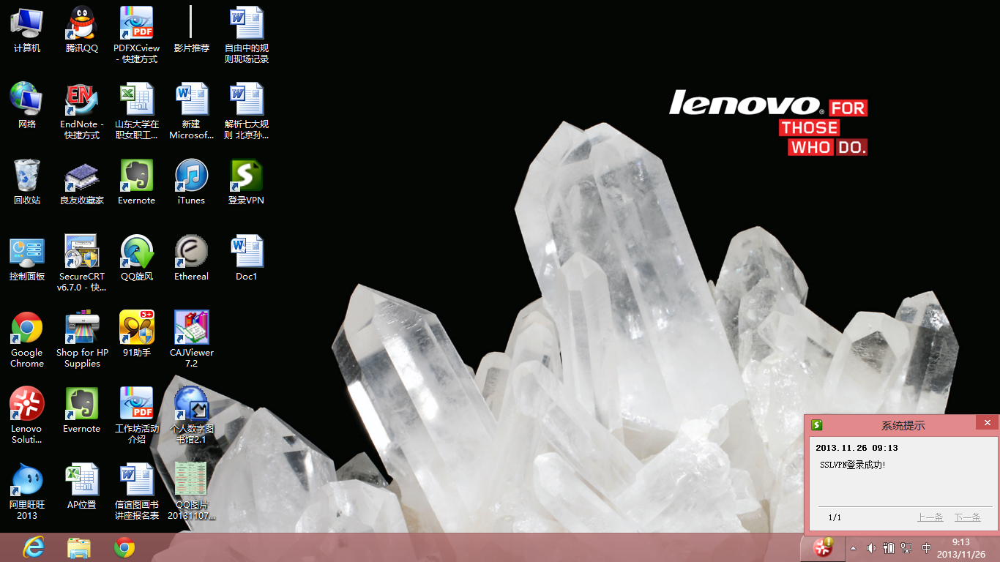 计算机
腾讯QQ
PDFXCview
- 快捷方式
影片推荐
自由中的规
则现场记录
网络
EndNote -
快捷方式
山东大学在
职女职工...
新建
Microsof...
解析七大规
则 北京孙...
回收站
良友收藏家
Evernote
iTunes
登录VPN
控制面板
SecureCRT
v6.7.0 - 快...
QQ旋风
Ethereal
Doc1
Google
Chrome
Shop for HP
Supplies
5+
91助手
CAJViewer
7.2
Lenovo
Soluti...
Evernote
PDF
工作坊活动
介绍
个人数字图
书馆2.1
阿里旺旺
2013
AP位置
信谊图画书
讲座报名表
QQ图片
20131107...
lenovo® FOR
THOSE
WHO DO.
系统提示
2013.11.26 09:13
SSLVPN登录成功!
1/1
上一条
下一条
中
9:13
2013/11/26